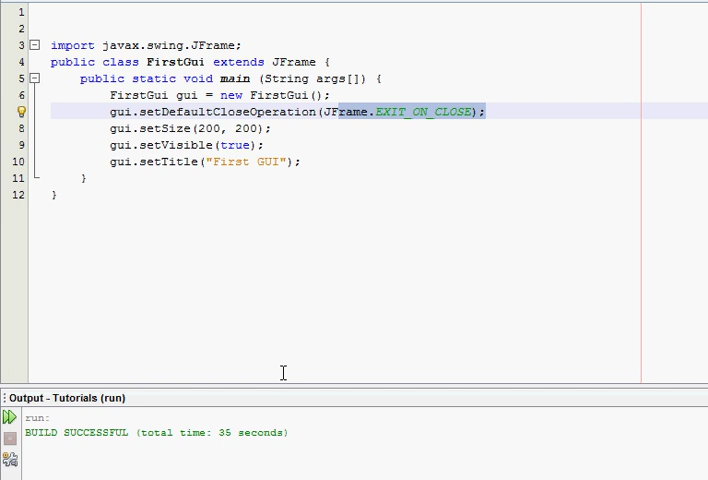 1
2
3 import javax.swing.JFrame;
4 public class FirstGui extends JFrame {
5 public static void main (String args[]) {
6 FirstGui gui = new FirstGui();
gui.setDefaultCloseOperation(JFrame.EXIT_ON_CLOSE);
8 gui.setSize(200, 200);
9 gui.setVisible(true);
10 gui.setTitle("First GUI");
11 }
12 }
Output - Tutorials (run)
run:
BUILD SUCCESSFUL (total time: 35 seconds)